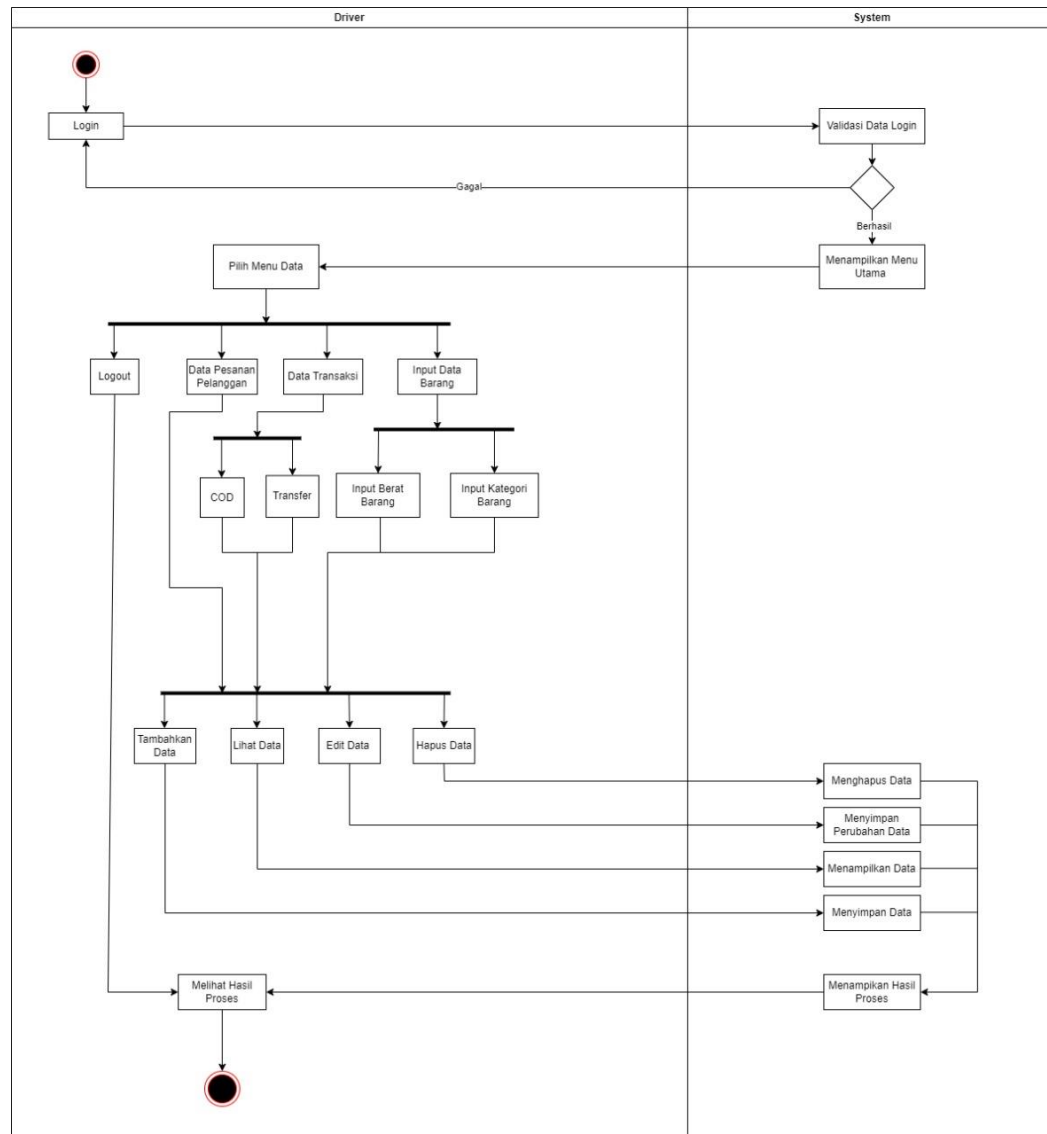 Driver
System
Login
Validasi Data Login
Gagal
Berhasil
Pilih Menu Data
Menampilkan Menu
Utama
Logout
Data Pesanan
Pelanggan
Data Transaksi
Input Data
Barang
COD
Transfer
Input Berat
Barang
Input Kategori
Barang
Tambahkan
Data
Lihat Data
Edit Data
Hapus Data
Menghapus Data
Menyimpan
Perubahan Data
Menampilkan Data
Menyimpan Data
Melihat Hasil
Proses
Menampikan Hasil
Proses